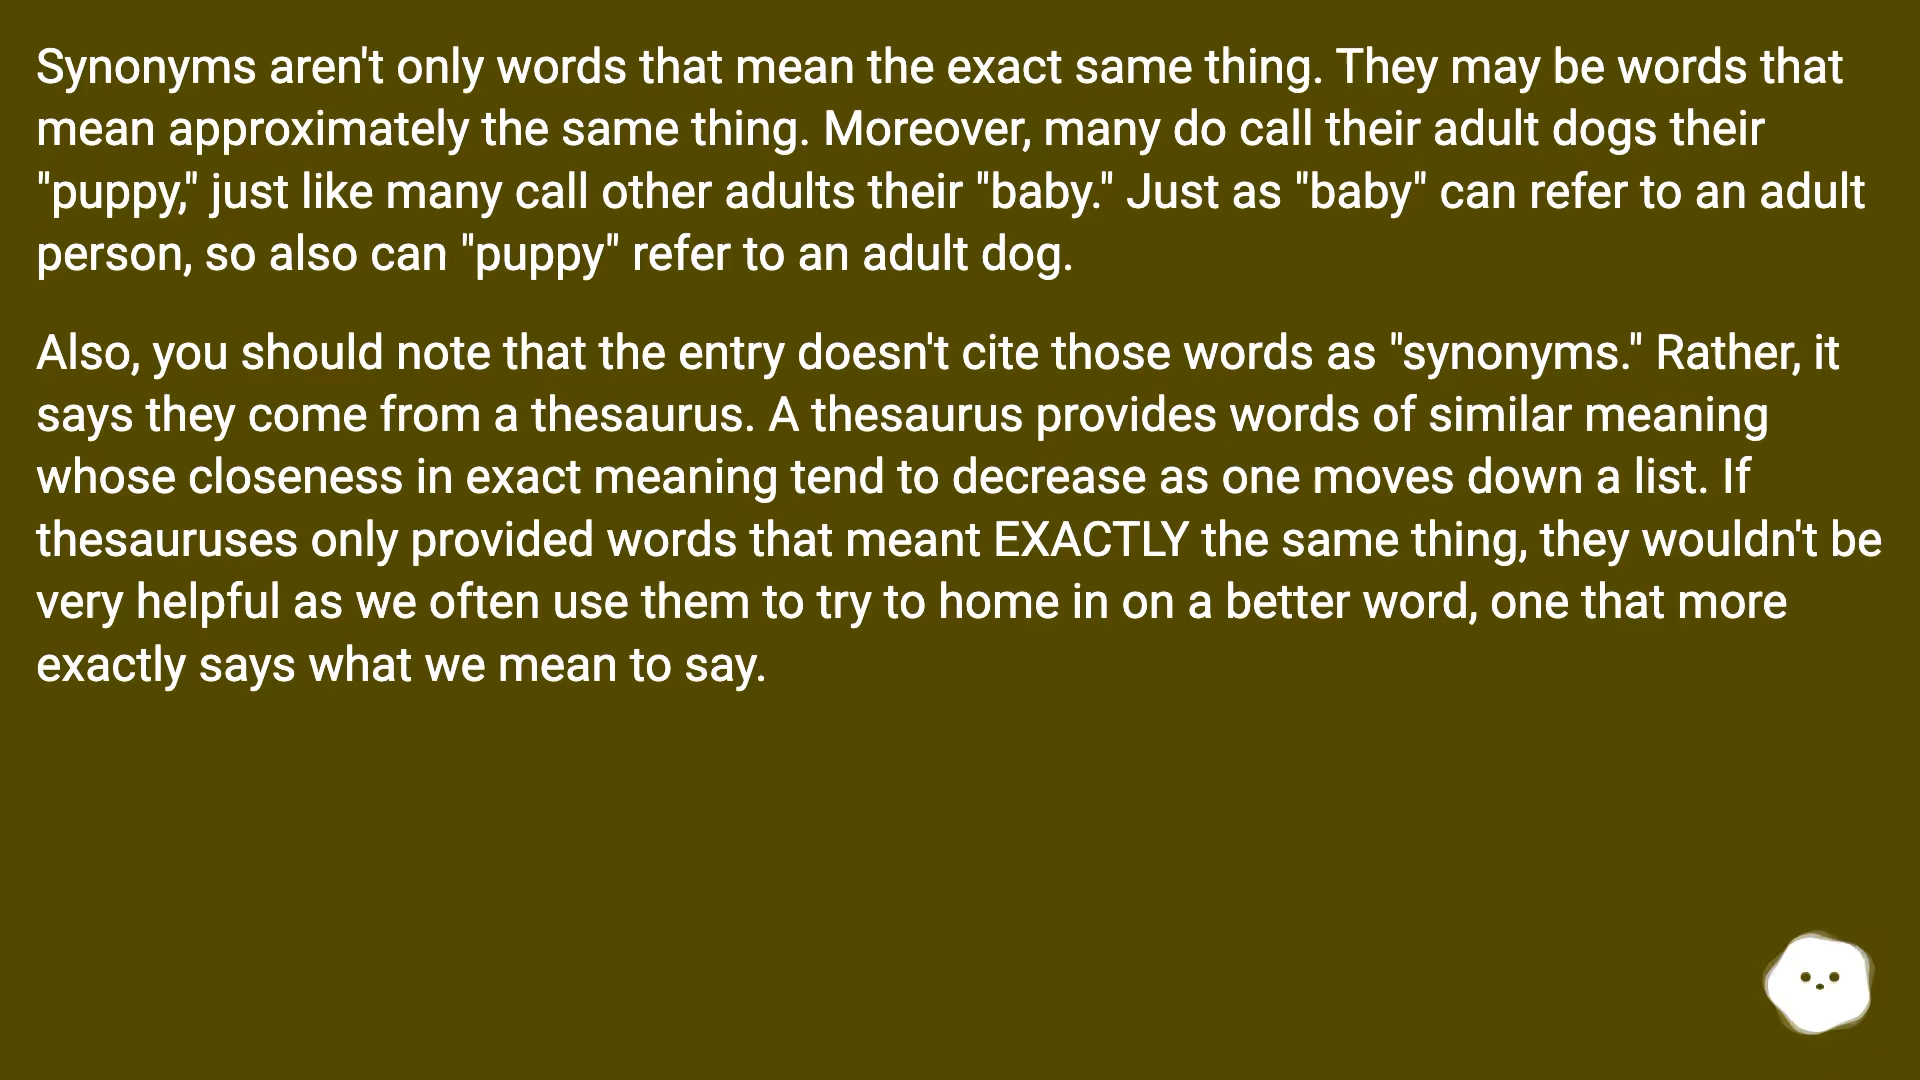 Synonyms aren't only words that mean the exact same thing. They may be words that
mean approximately the same thing. Moreover, many do call their adult dogs their
"puppy," just like many call other adults their "baby." Just as "baby" can refer to an adult
person, so also can "puppy" refer to an adult dog.
Also, you should note that the entry doesn't cite those words as "synonyms." Rather, it
says they come from a thesaurus. A thesaurus provides words of similar meaning
whose closeness in exact meaning tend to decrease as one moves down a list. If
thesauruses only provided words that meant EXACTLY the same thing, they wouldn't be
very helpful as we often use them to try to home in on a better word, one that more
exactly says what we mean to say.